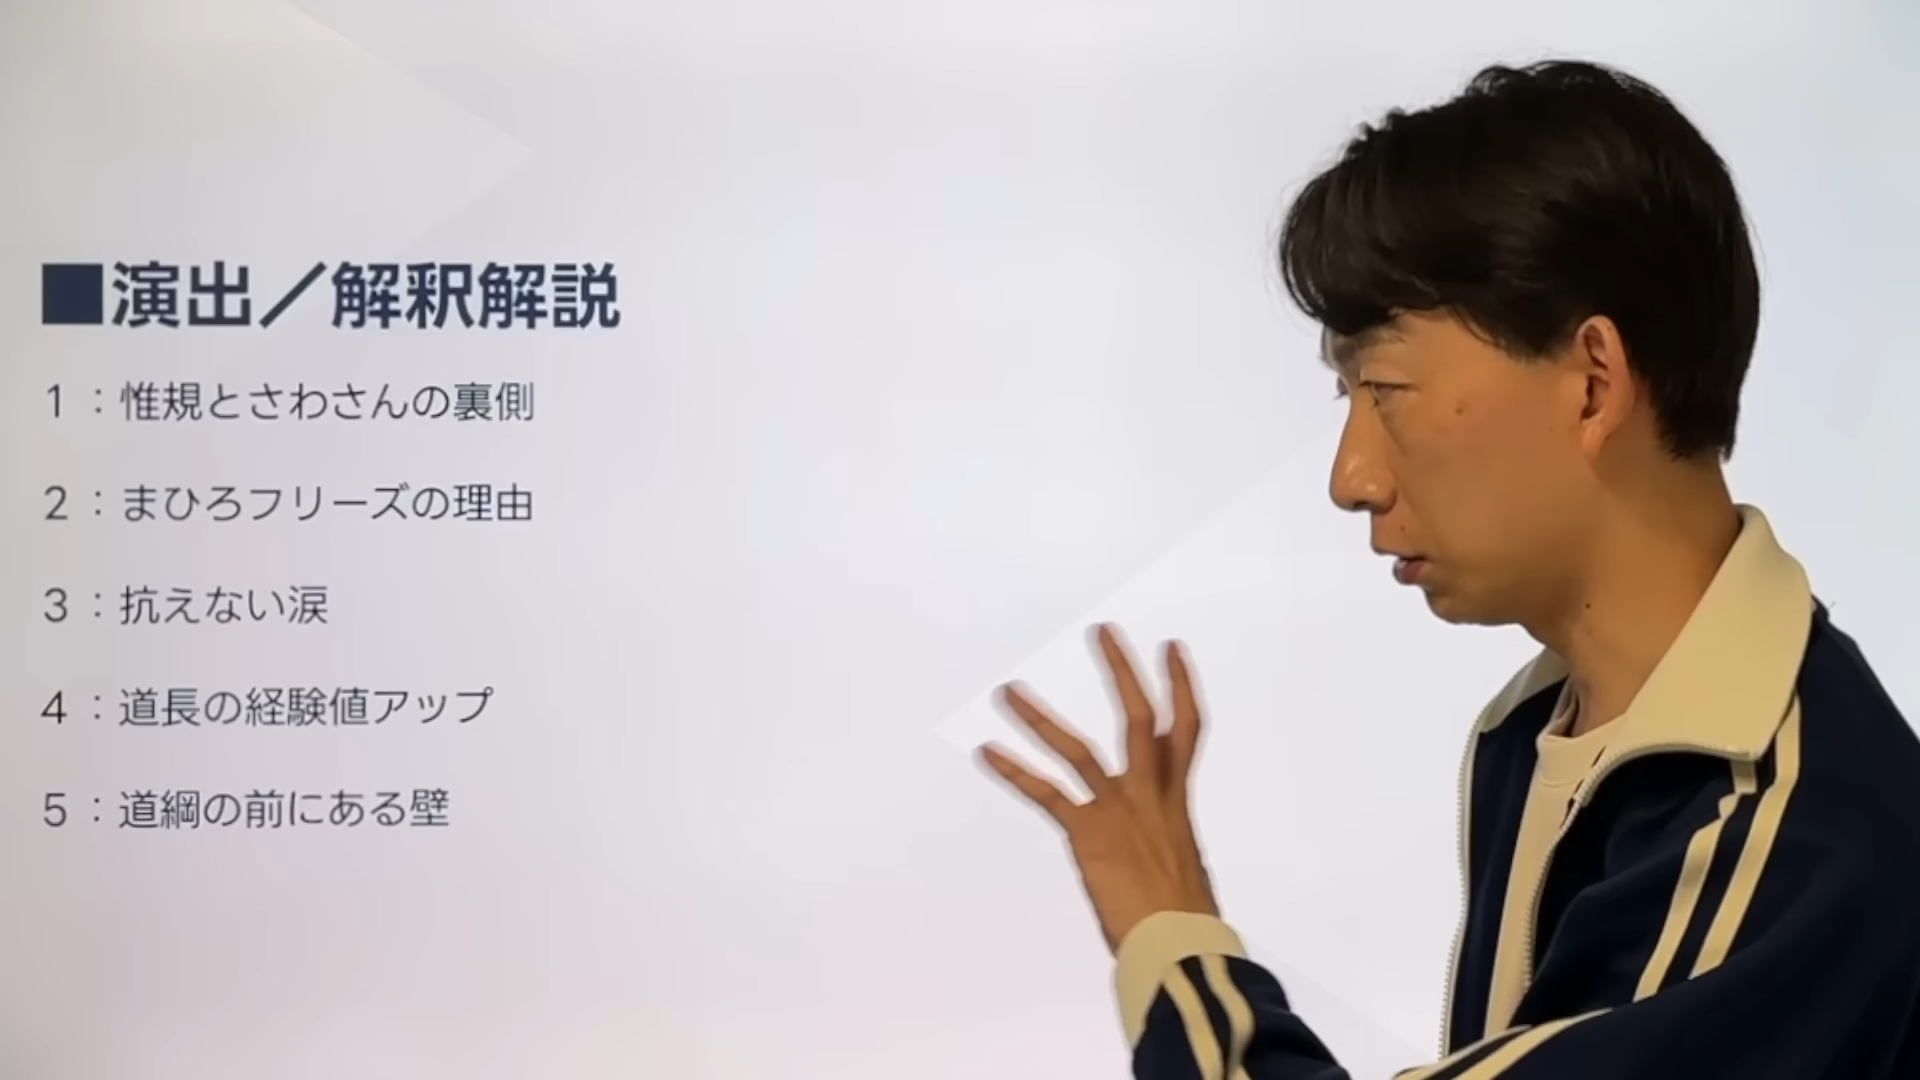 ■演出／解釈解説
1：惟規とさわさんの裏側
2：まひろフリーズの理由
3：抗えない涙
4：道長の経験値アップ
5：道綱の前にある壁